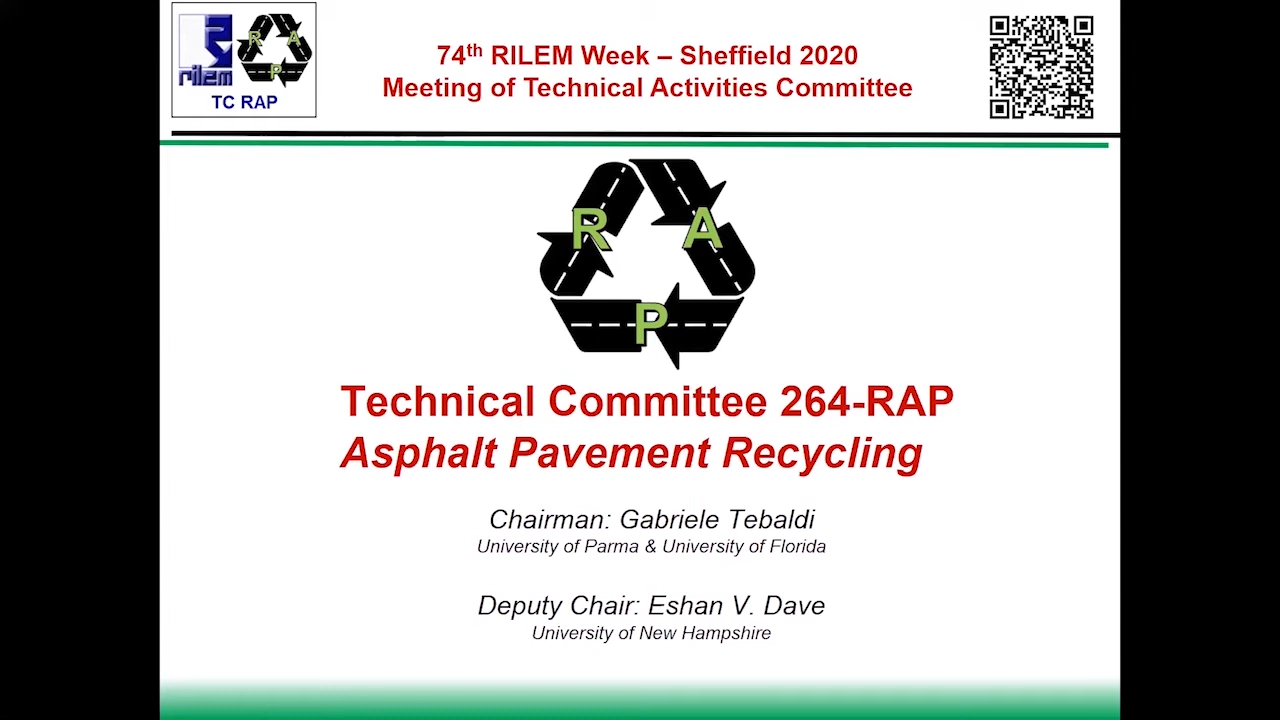 rilem
R A P
TC RAP
74th RILEM Week – Sheffield 2020
Meeting of Technical Activities Committee
R A
P
Technical Committee 264-RAP
Asphalt Pavement Recycling
Chairman: Gabriele Tebaldi
University of Parma & University of Florida
Deputy Chair: Eshan V. Dave
University of New Hampshire